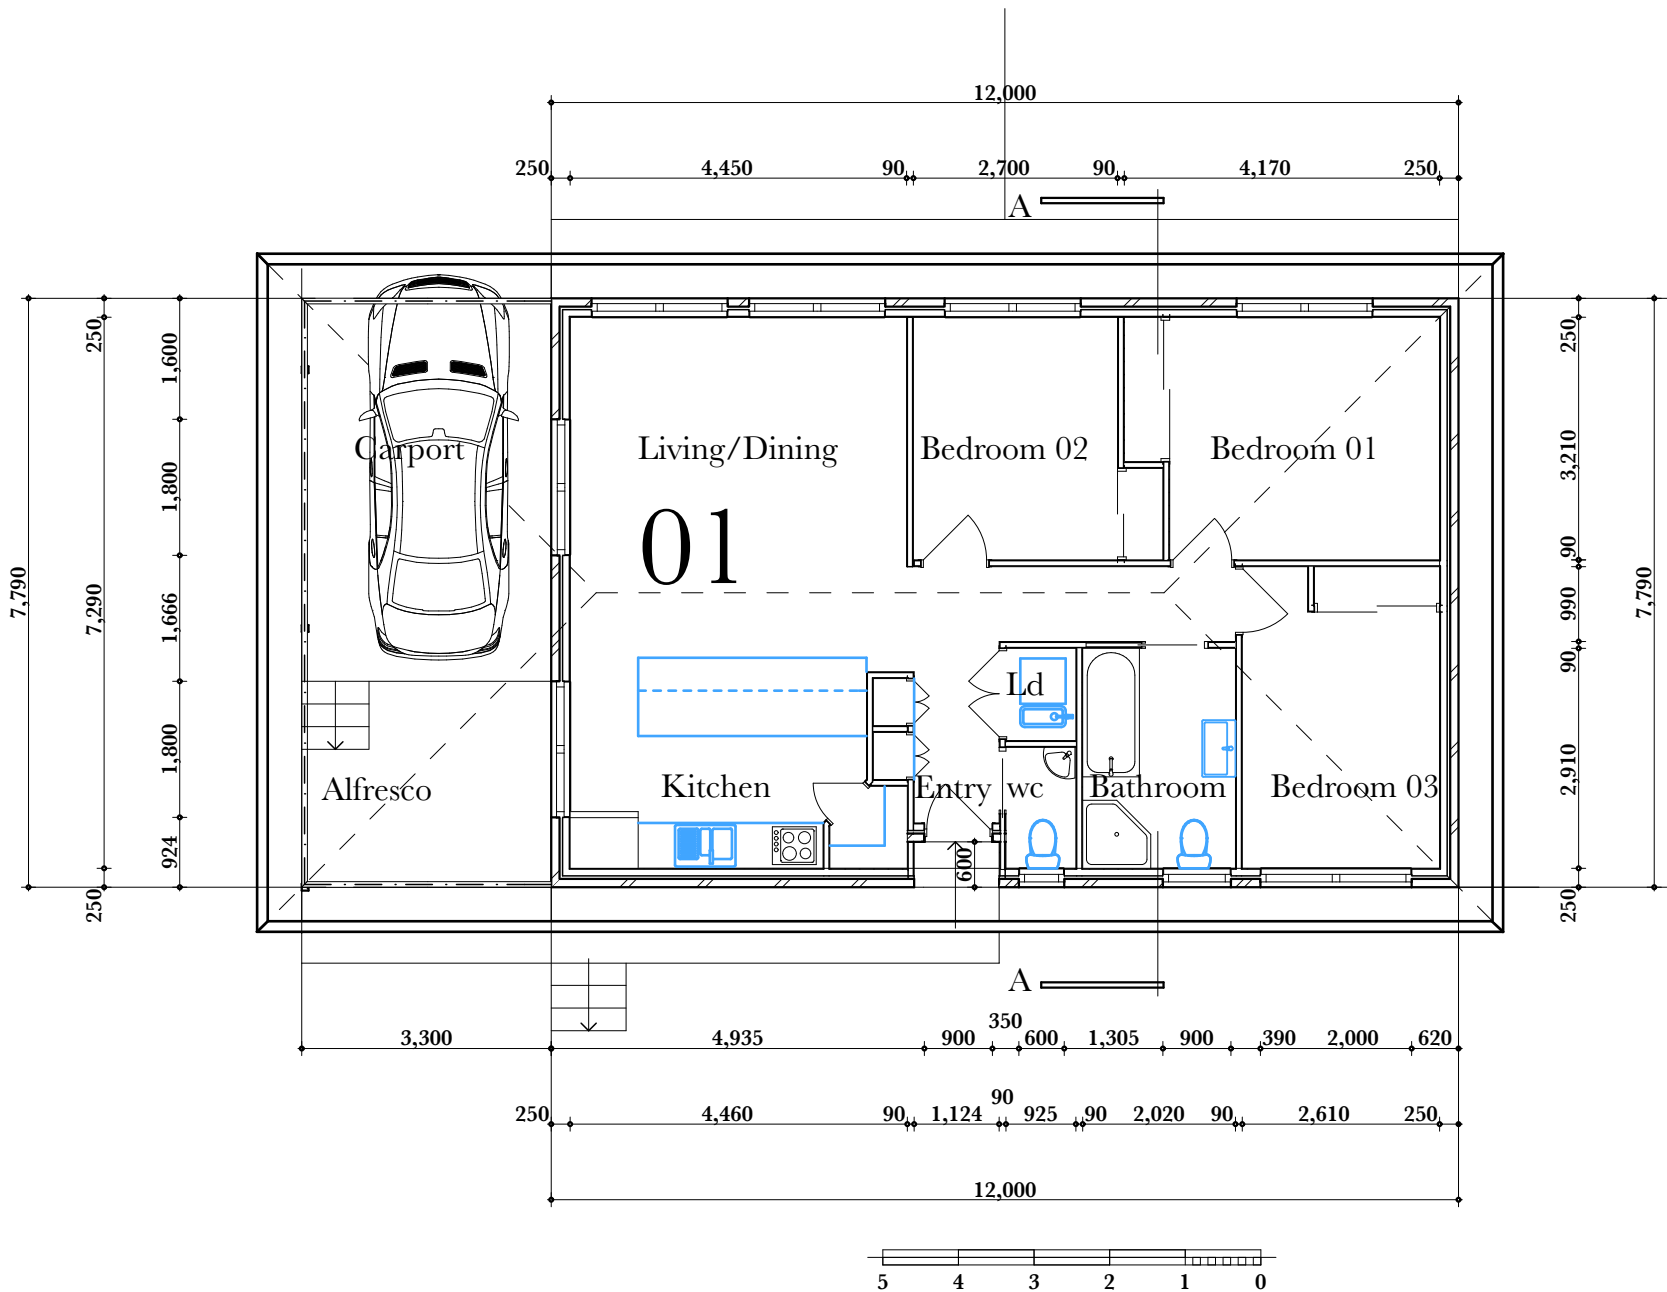 12,000
250 4,450 90 2,700 90 4,170 250
A
7,790
250
7,290
250
1,600
1,800
1,666
1,800
924
Carport
Living/Dining
Bedroom 02
Bedroom 01
01
Ld
Alfresco
Kitchen
Entry
wc
Bathroom
Bedroom 03
600
250
3,210
90
990
90
2,910
250
7,790
A
350
3,300 4,935 900 600 1,305 900 390 2,000 620
90
250 4,460 90 1,124 925 90 2,020 90 2,610 250
12,000
5 4 3 2 1 0